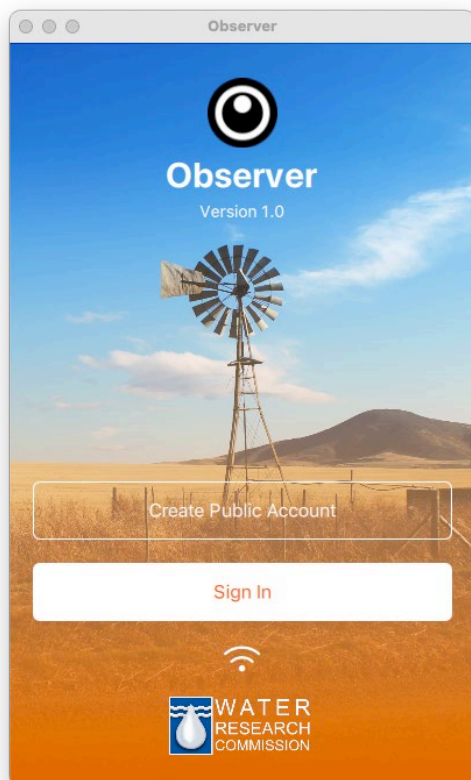 Observer
Observer
Version 1.0
Create Public Account
Sign In
WATER
RESEARCH
COMMISSION